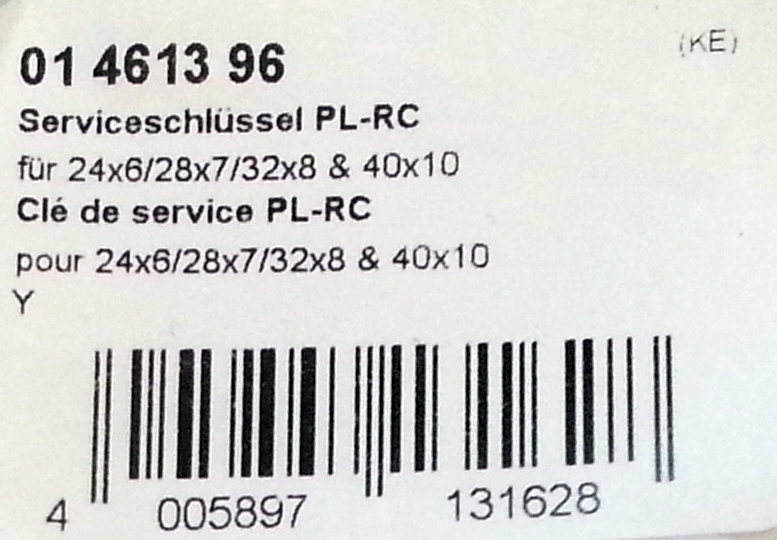 (KE)
01 4613 96
Serviceschlüssel PL-RC
für 24x6/28x7/32x8 & 40x10
Clé de service PL-RC
pour 24x6/28x7/32x8 & 40x10
Y
4 005897 131628